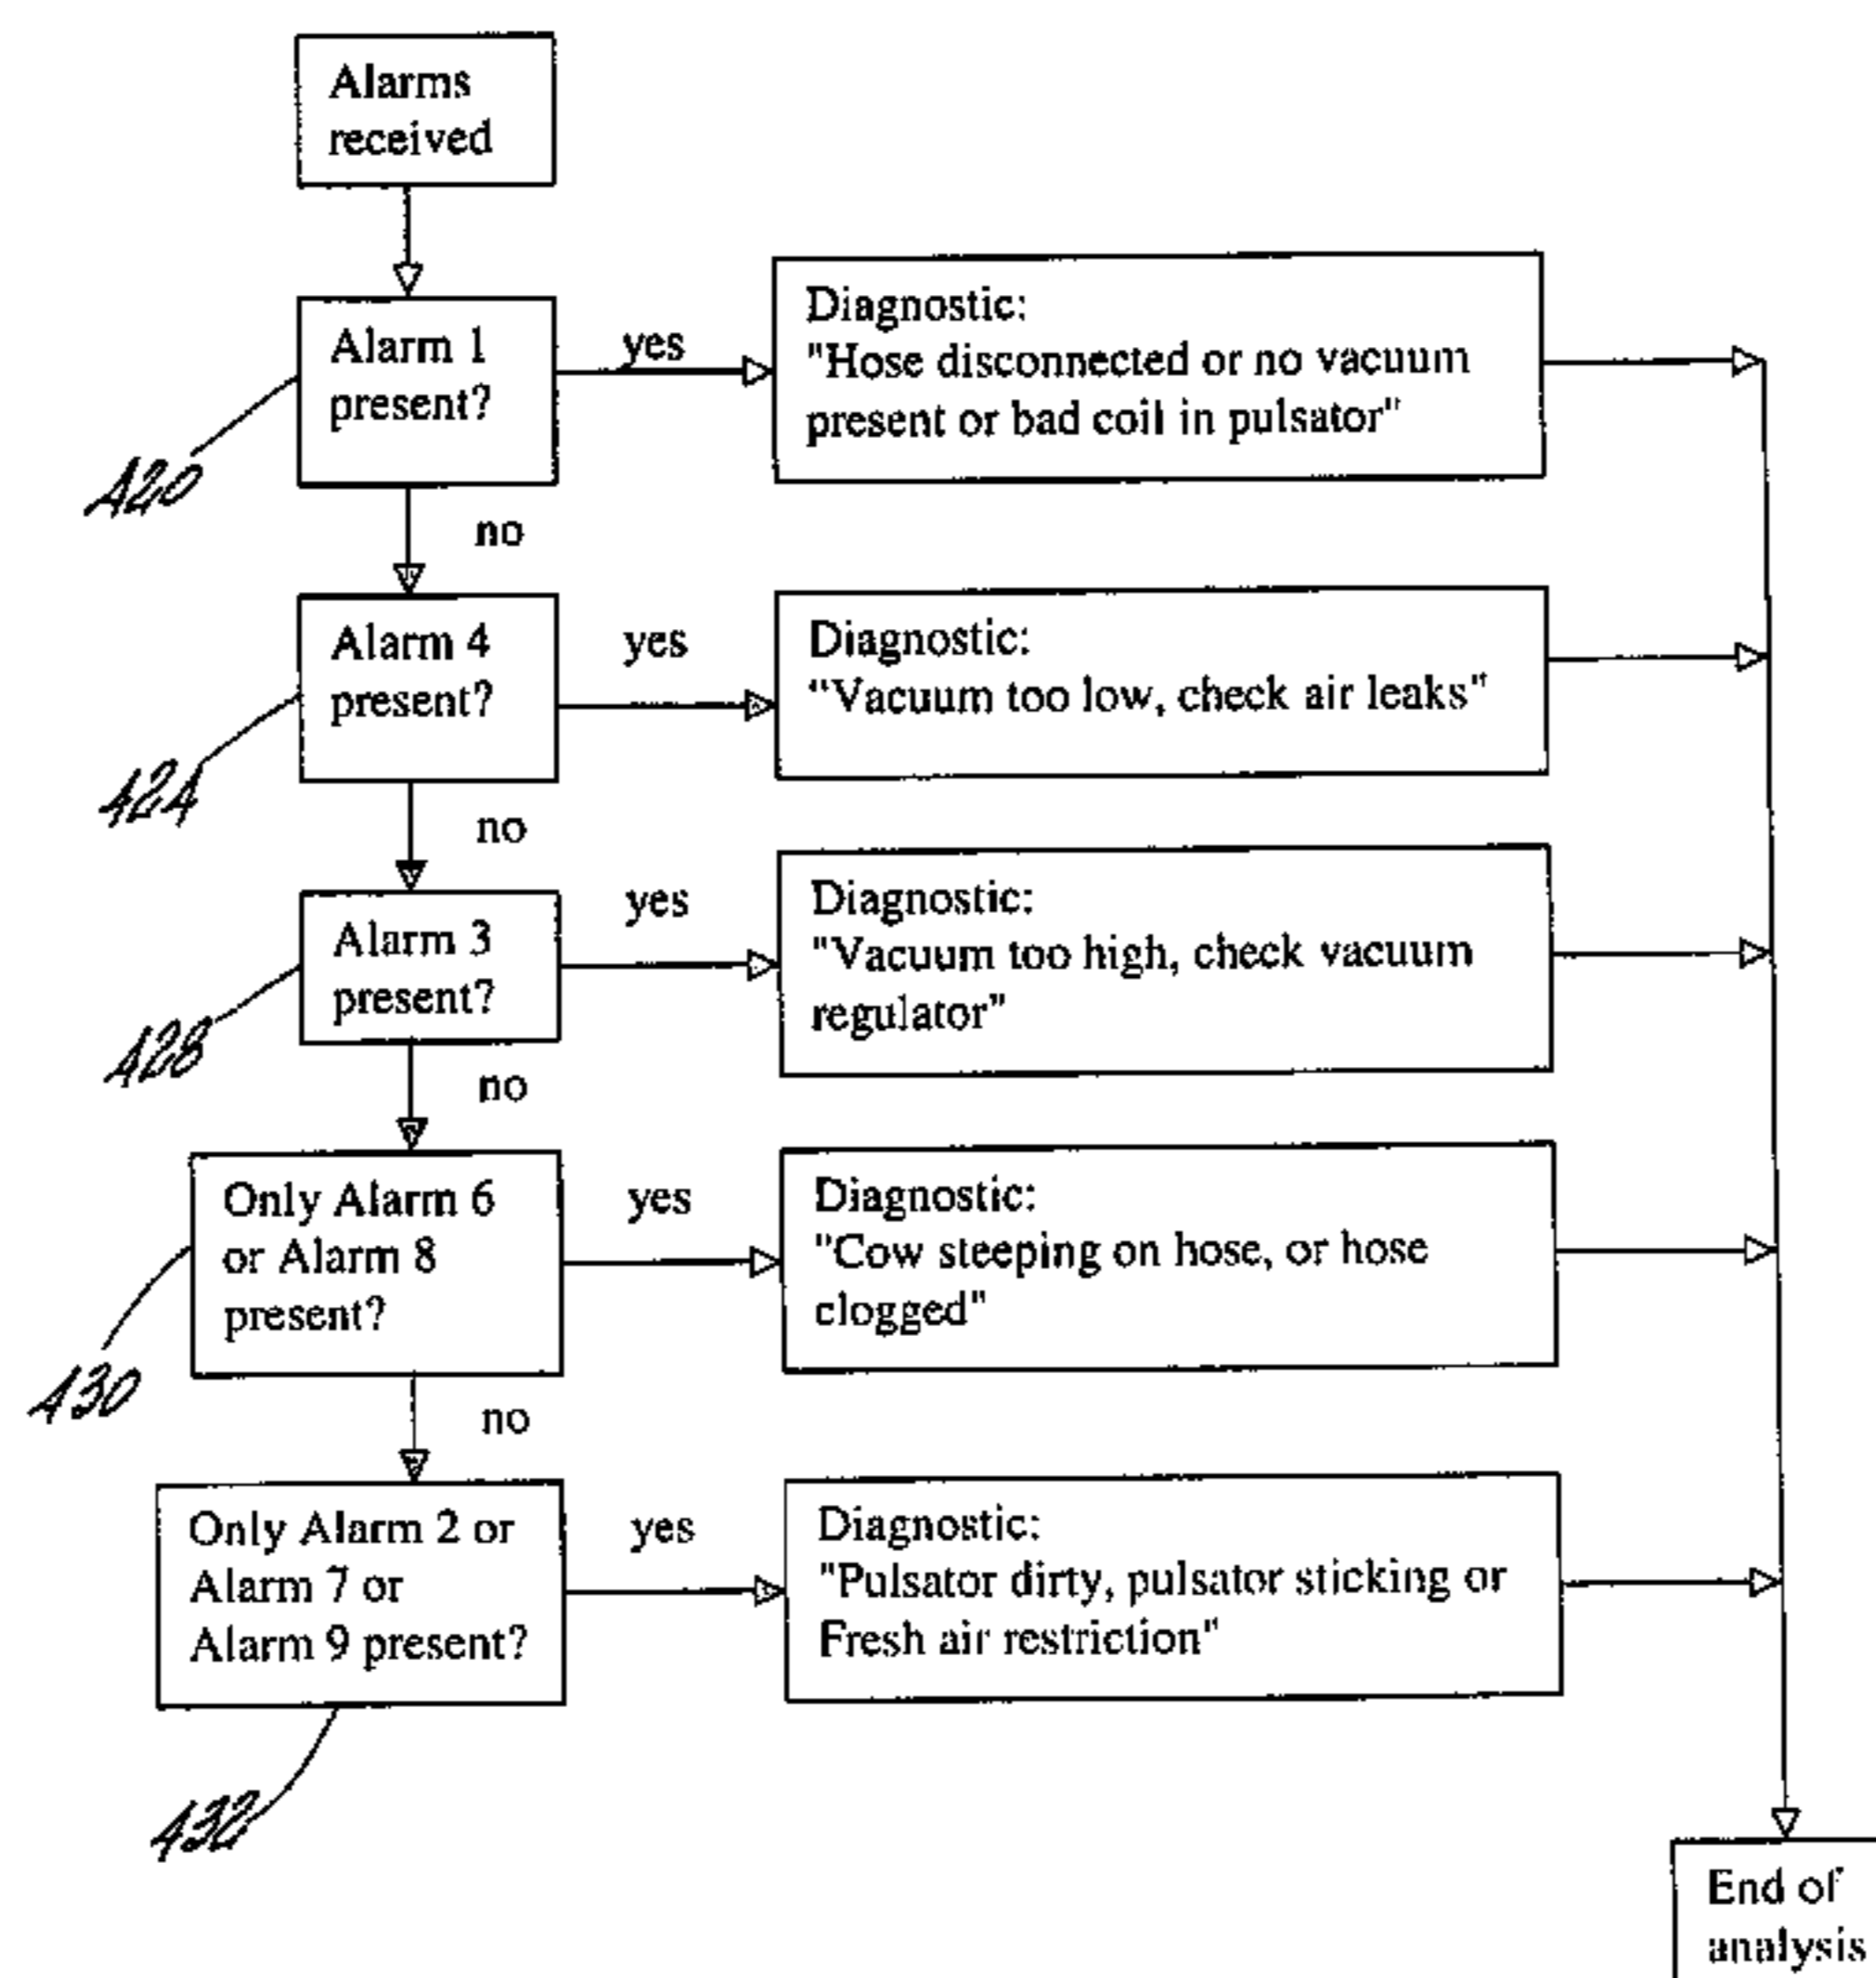 Alarms
received
Alarm 1
present?
yes
Diagnostic:
"Hose disconnected or no vacuum
present or bad coil in pulsator"
420
no
Alarm 4
present?
yes
Diagnostic:
"Vacuum too low, check air leaks"
424
no
Alarm 3
present?
yes
Diagnostic:
"Vacuum too high, check vacuum
regulator"
428
no
Only Alarm 6
or Alarm 8
present?
yes
Diagnostic:
"Cow steeping on hose, or hose
clogged"
430
no
Only Alarm 2 or
Alarm 7 or
Alarm 9 present?
yes
Diagnostic:
"Pulsator dirty, pulsator sticking or
Fresh air restriction"
432
End of
analysis